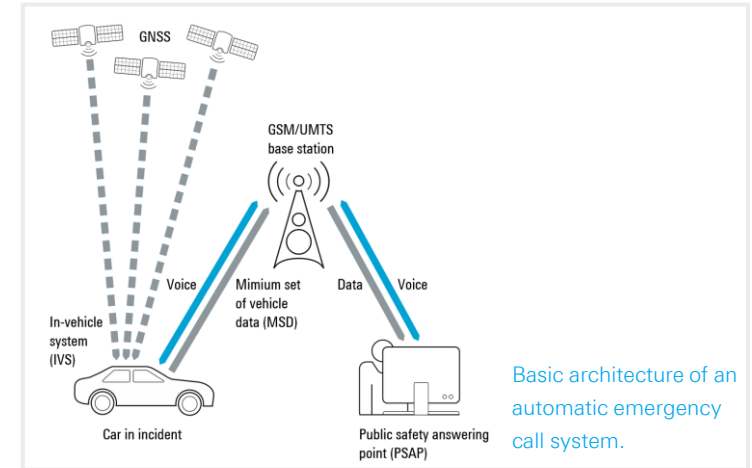 GNSS
GSM/UMTS
base station
Voice
Mimium set
of vehicle
data (MSD)
Data
Voice
In-vehicle
system
(IVS)
Car in incident
Public safety answering
point (PSAP)
Basic architecture of an
automatic emergency
call system.